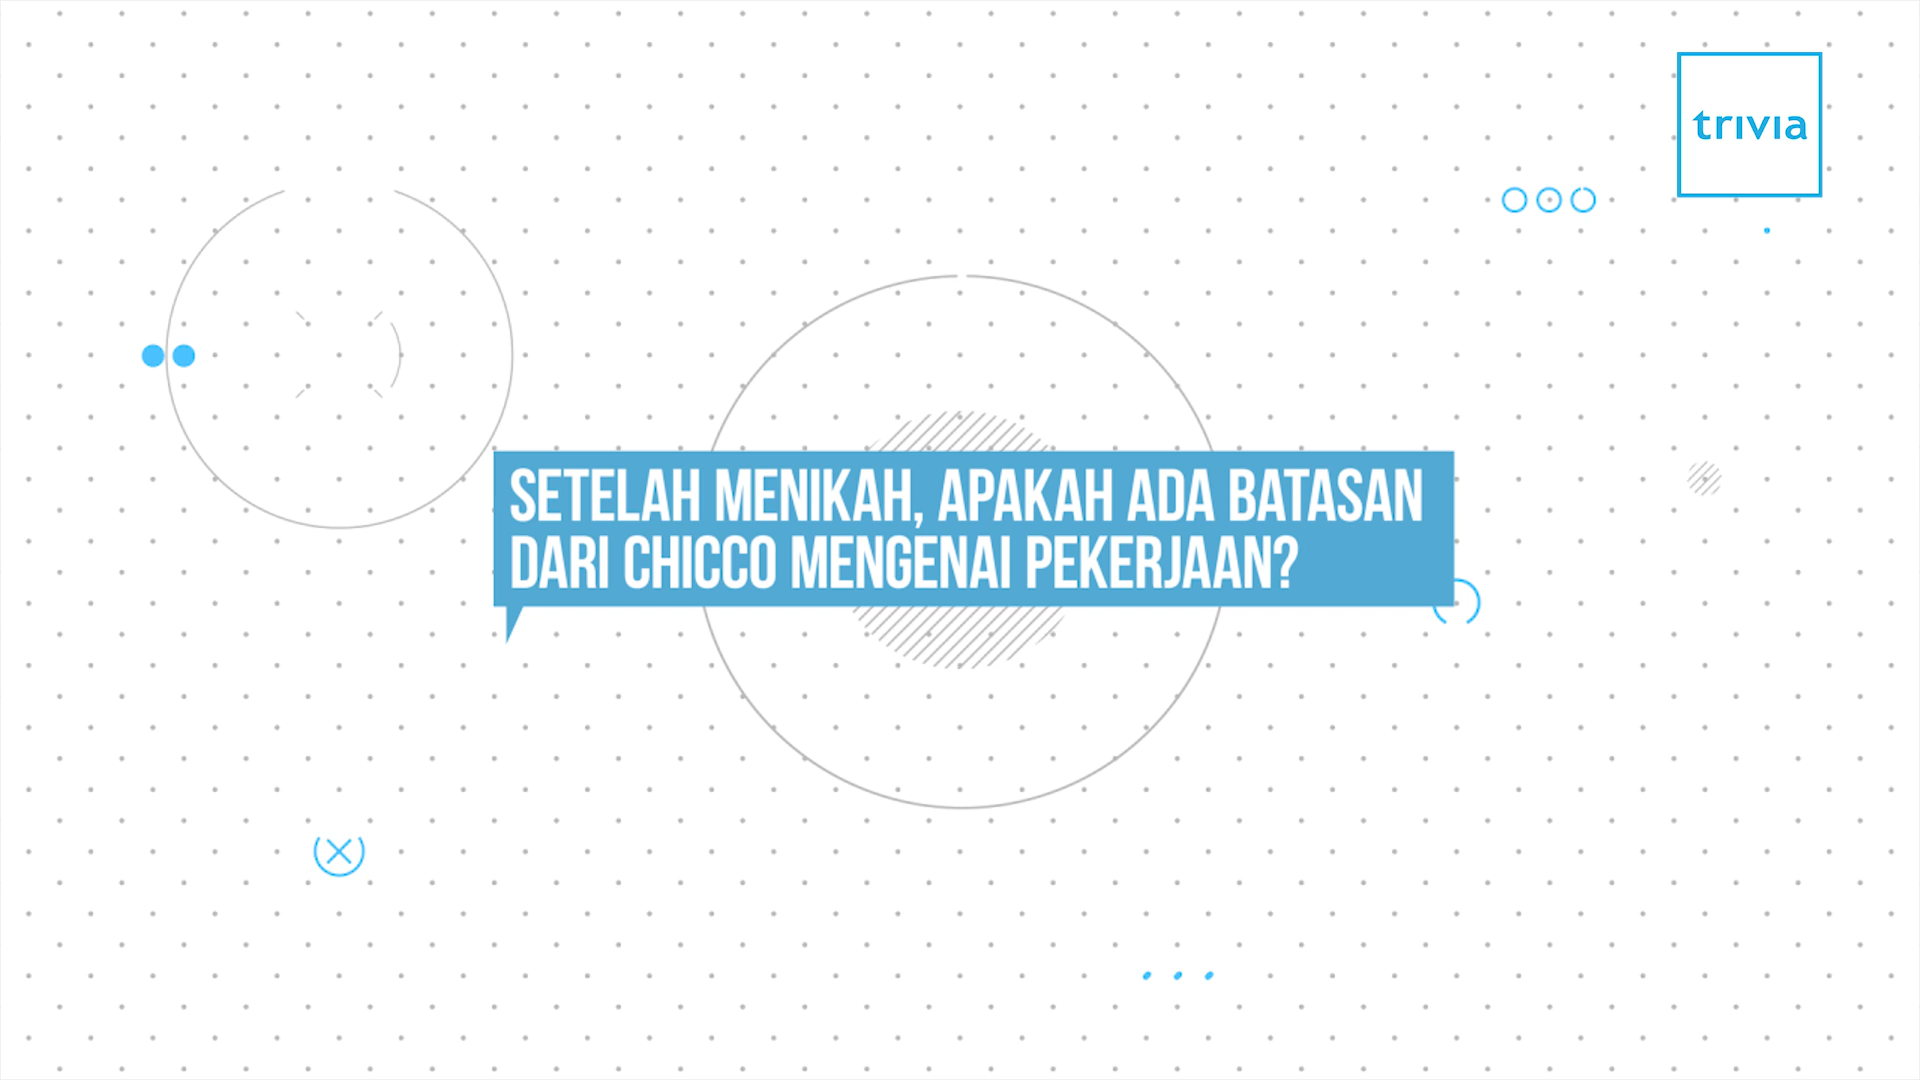 trivia
SETELAH MENIKAH, APAKAH ADA BATASAN
DARI CHICCO MENGENAI PEKERJAAN?